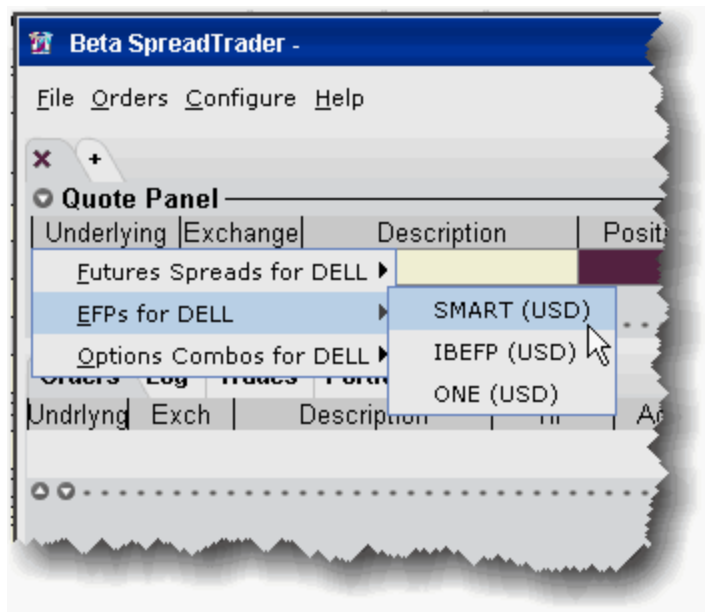 Beta SpreadTrader -
File Orders Configure Help
+
Quote Panel
Underlying Exchange Description
Futures Spreads for DELL
EFPs for DELL
SMART (USD)
IBEFP (USD)
Options Combos for DELL
ONE (USD)
Orders Log Trades
Undrlyng Exch Description